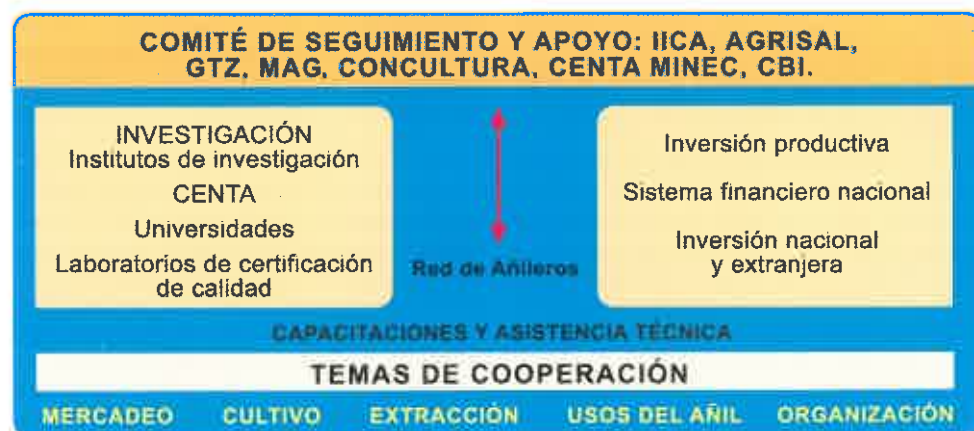 COMITÉ DE SEGUIMIENTO Y APOYO: IICA, AGRISAL,
GTZ, MAG, CONCULTURA, CENTA MINEC, CBI.
INVESTIGACIÓN
Institutos de investigación
CENTA
Universidades
Laboratorios de certificación
de calidad
Red de Añileros
Inversión productiva
Sistema financiero nacional
Inversión nacional
y extranjera
CAPACITACIONES Y ASISTENCIA TÉCNICA
TEMAS DE COOPERACIÓN
MERCADEO CULTIVO EXTRACCIÓN USOS DEL AÑIL ORGANIZACIÓN